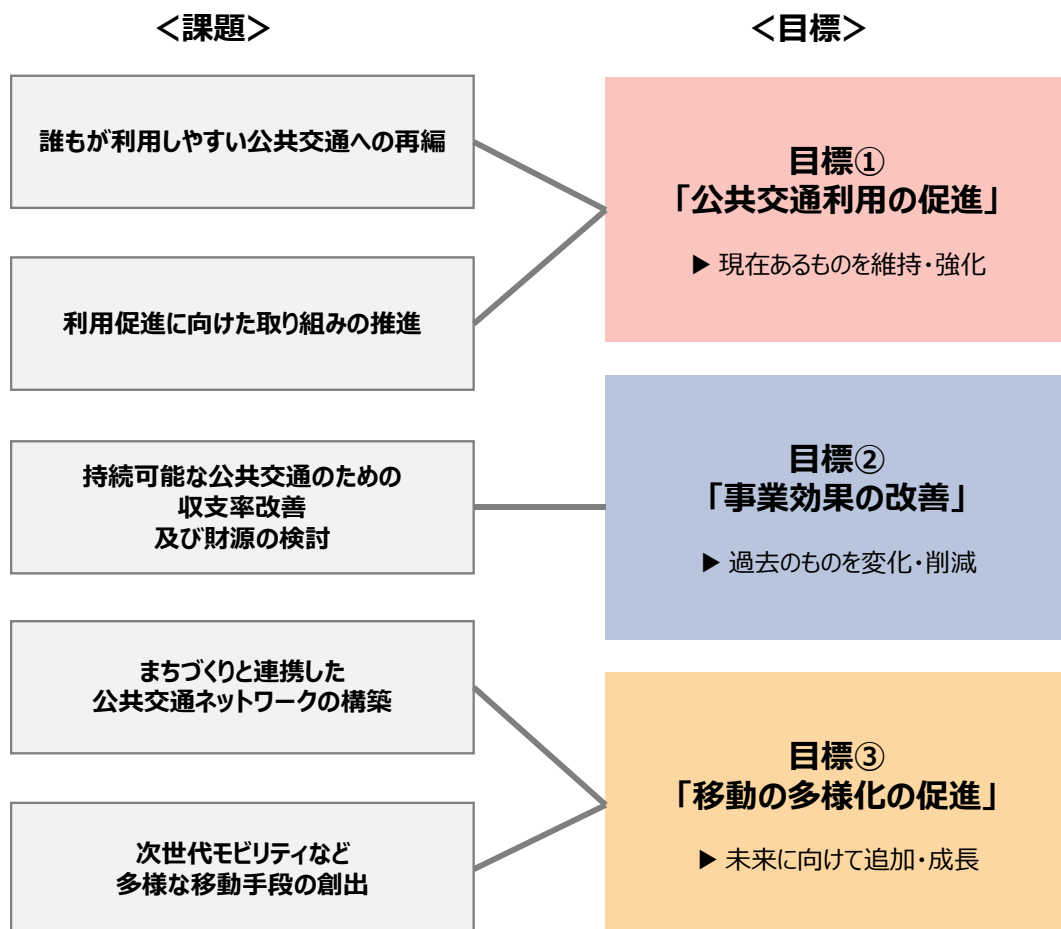 ＜課題＞
＜目標＞
誰もが利用しやすい公共交通への再編
利用促進に向けた取り組みの推進
目標①
「公共交通利用の促進」
▶ 現在あるものを維持・強化
持続可能な公共交通のための
収支率改善
及び財源の検討
目標②
「事業効果の改善」
▶ 過去のものを変化・削減
まちづくりと連携した
公共交通ネットワークの構築
次世代モビリティなど
多様な移動手段の創出
目標③
「移動の多様化の促進」
▶ 未来に向けて追加・成長